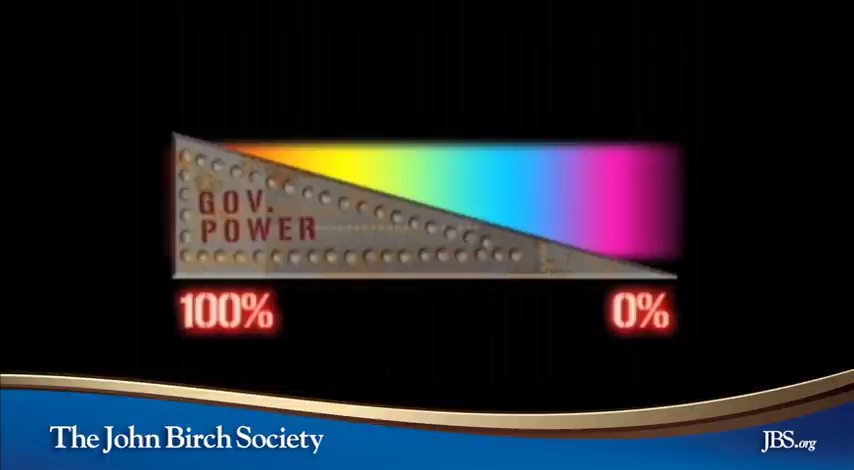 GOV.
POWER
100%
0%
The John Birch Society
JBS.org